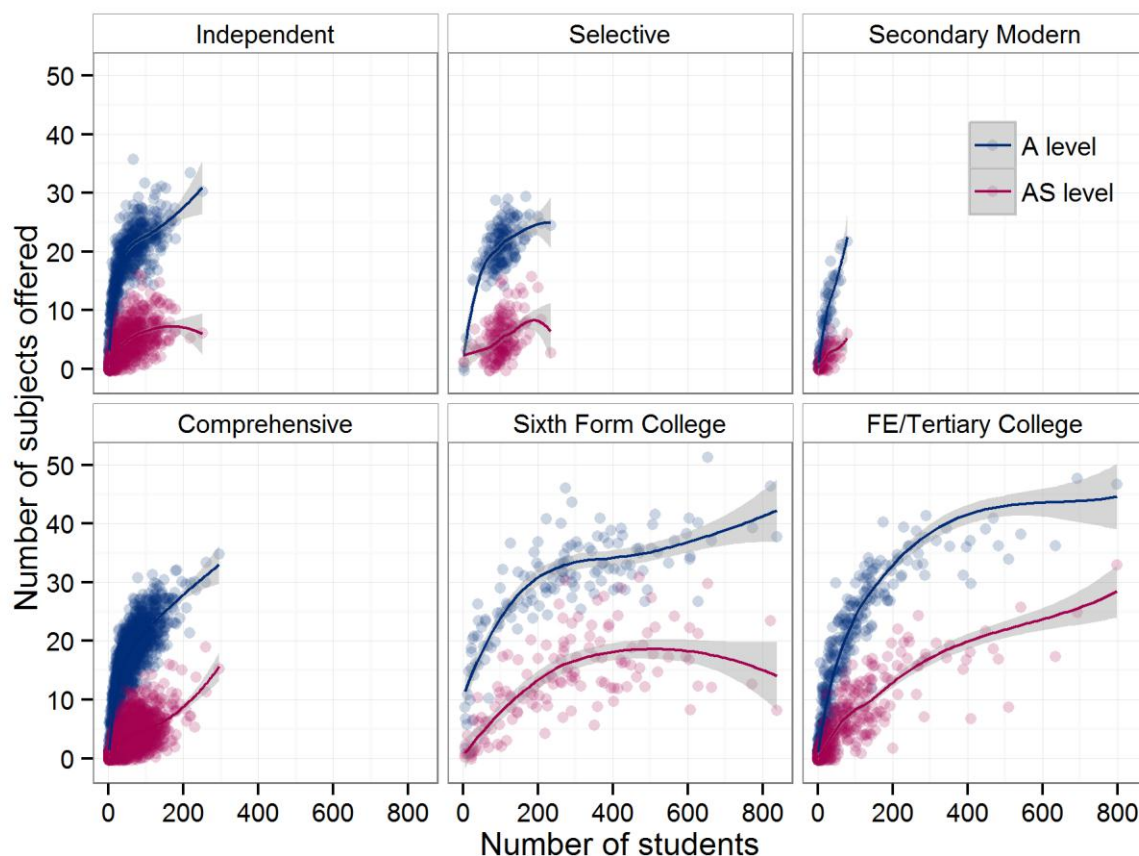 Independent
Selective
Secondary Modern
50
40
30
20
10
0
A level
AS level
Number of subjects offered
Comprehensive
Sixth Form College
FE/Tertiary College
50
40
30
20
10
0
0 200 400 600 800
0 200 400 600 800
0 200 400 600 800
Number of students